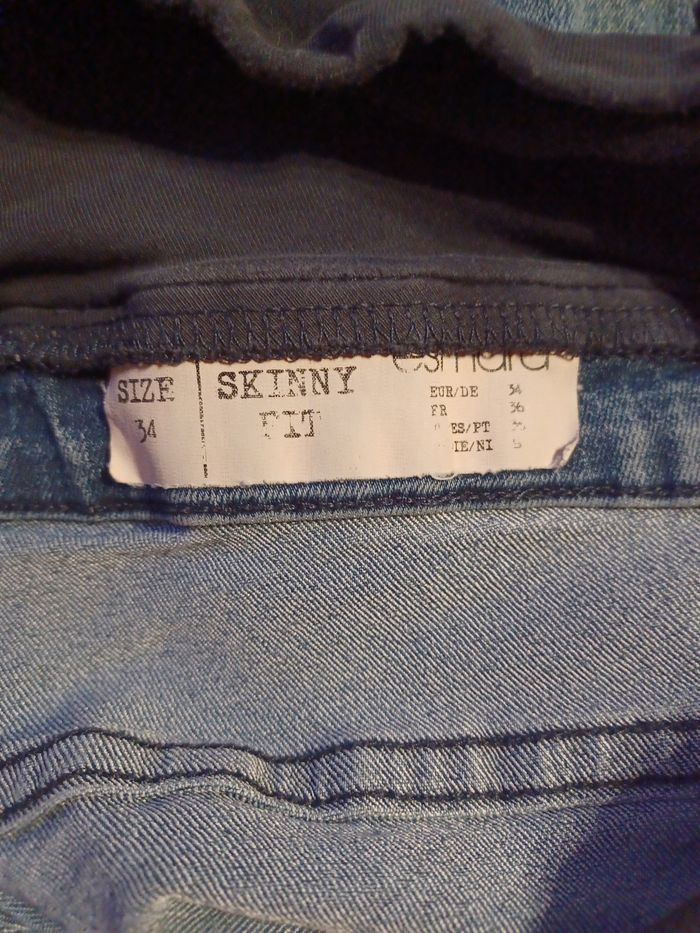 SIZE
34
SKINNY
FIT
esmara
EUR/DE 34
FR 36
ES/PT
IE/NI